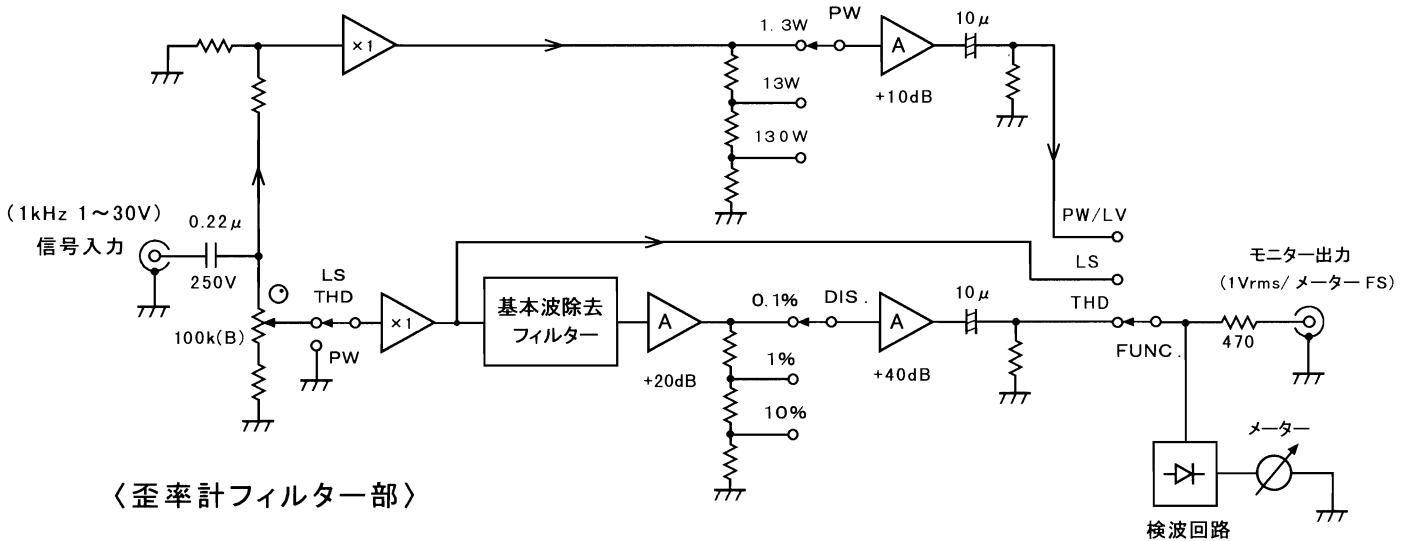 ×1
1.3W
PW
A
+10dB
10μ
13W
130W
(1kHz 1〜30V)
信号入力
0.22μ
250V
100k(B)
LS
THD
PW
×1
基本波除去
フィルター
A
+20dB
0.1%
1%
10%
DIS.
A
+40dB
10μ
PW/LV
LS
THD
FUNC.
モニター出力
(1Vrms/メーターFS)
470
メーター
検波回路
〈歪率計フィルター部〉